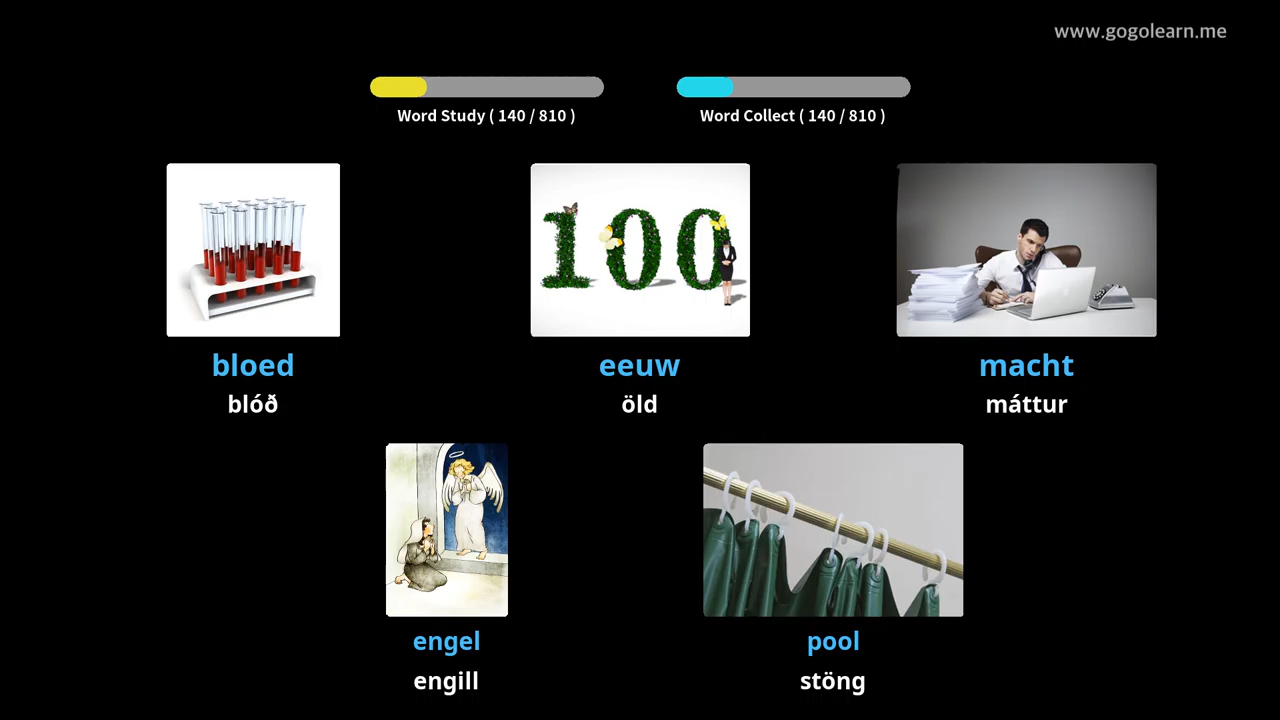 www.gogolearn.me
Word Study ( 140 / 810 )
Word Collect ( 140 / 810 )
100
bloed
blóð
eeuw
öld
macht
máttur
engel
engill
pool
stöng